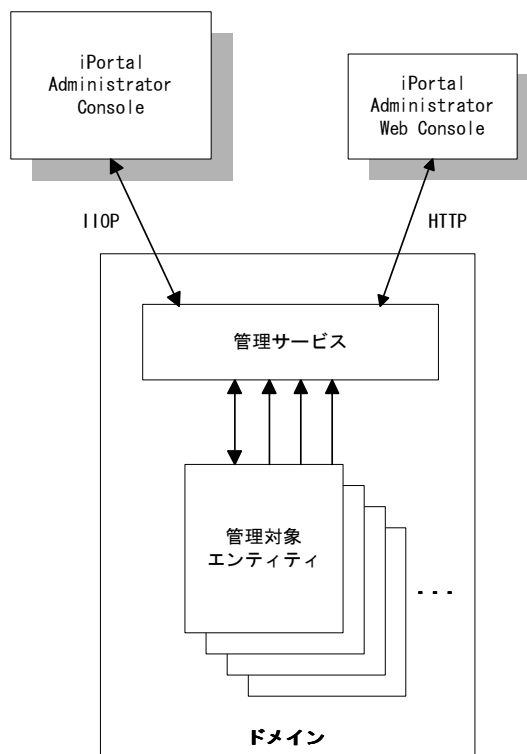 iPortal
Administrator
Console
iPortal
Administrator
Web Console
IIOP
HTTP
管理サービス
管理対象
エンティティ
...
ドメイン